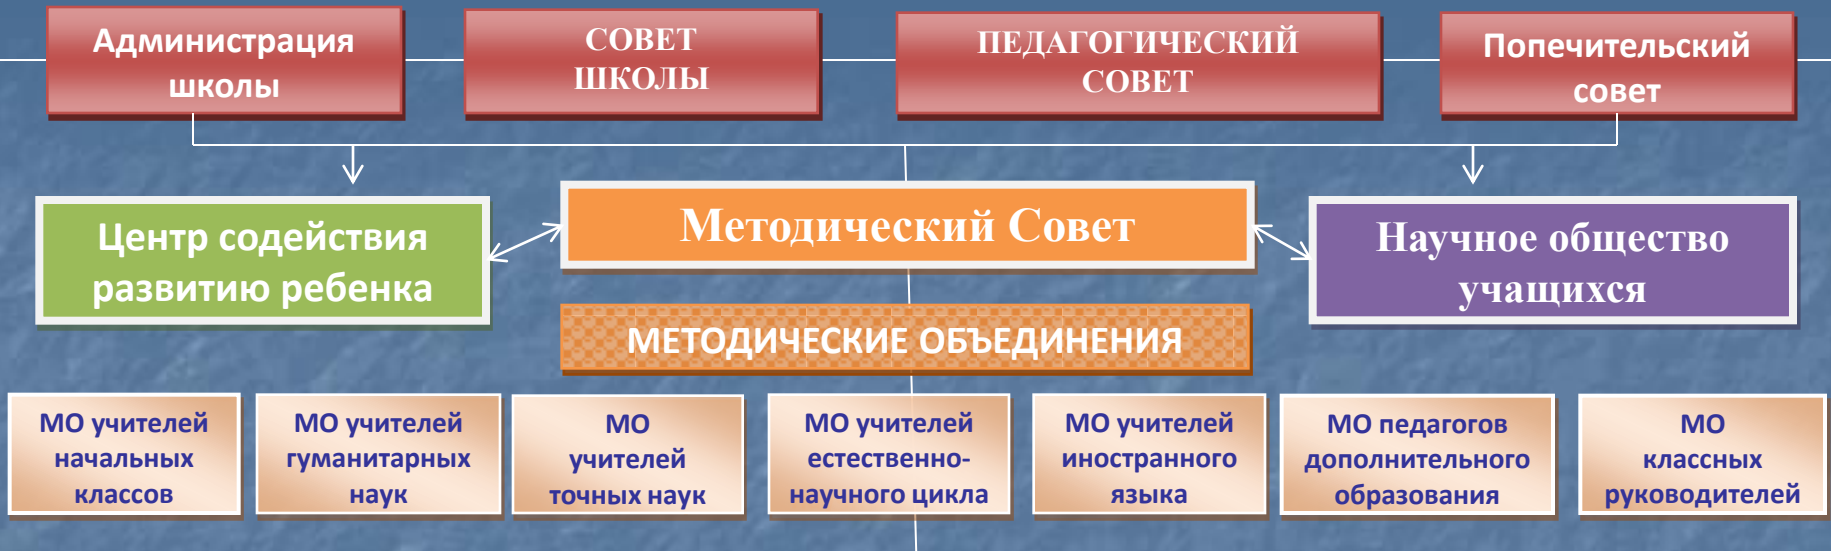 Администрация
школы
СОВЕТ
ШКОЛЫ
ПЕДАГОГИЧЕСКИЙ
СОВЕТ
Попечительский
совет
Центр содействия
развитию ребенка
Методический Совет
Научное общество
учащихся
МЕТОДИЧЕСКИЕ ОБЪЕДИНЕНИЯ
МО учителей
начальных
классов
МО учителей
гуманитарных
наук
МО
учителей
точных наук
МО учителей
естественно-
научного цикла
МО учителей
иностранного
языка
МО педагогов
дополнительного
образования
МО
классных
руководителей